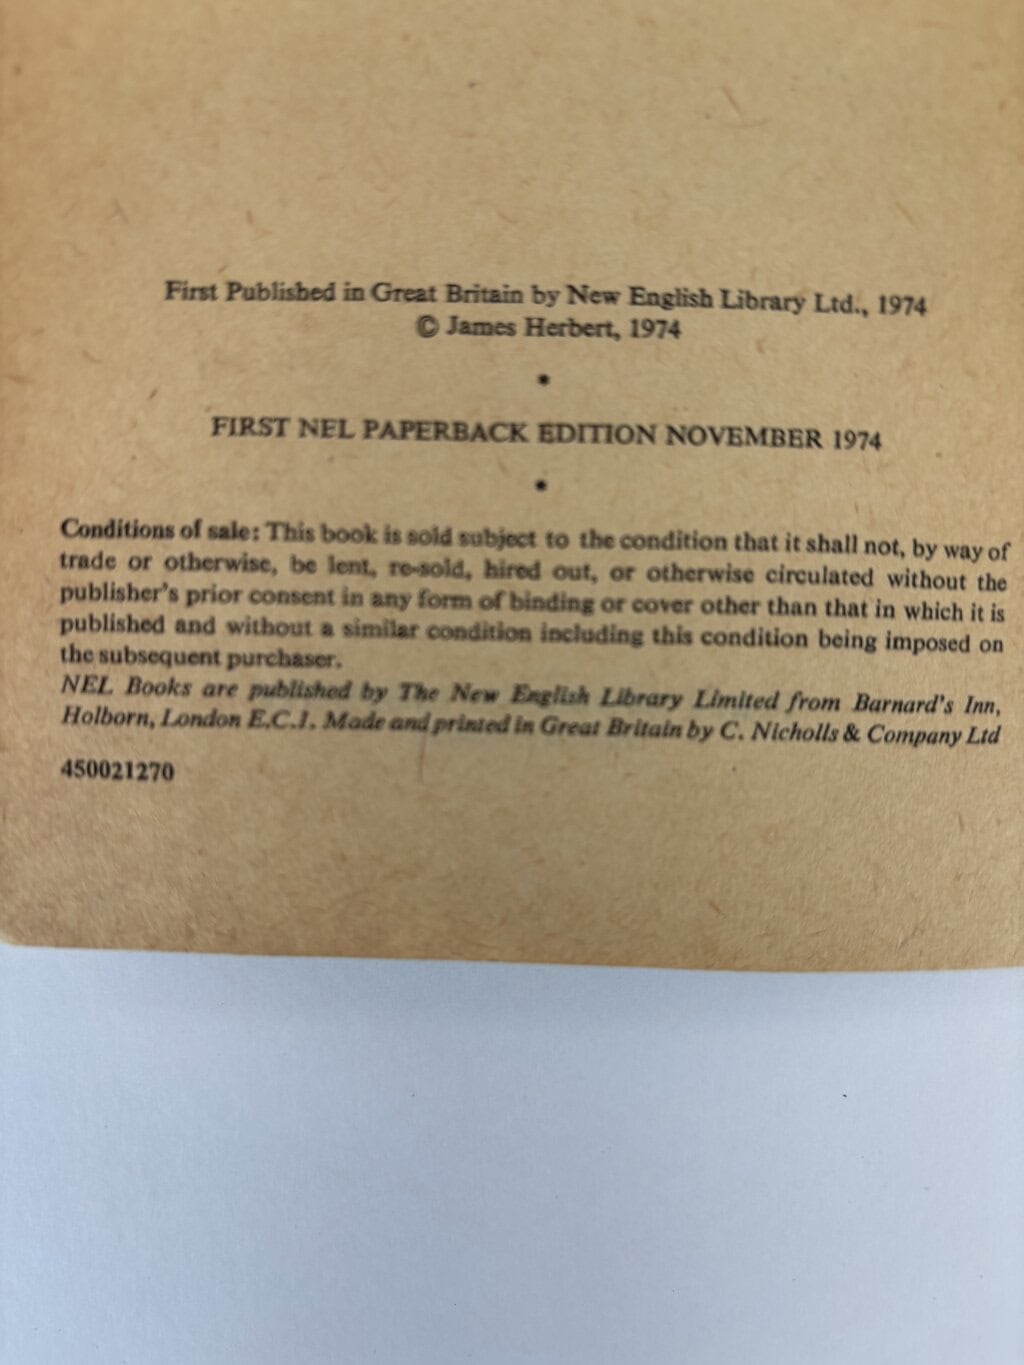 First Published in Great Britain by New English Library Ltd., 1974
© James Herbert, 1974
•
FIRST NEL PAPERBACK EDITION NOVEMBER 1974
•
Conditions of sale: This book is sold subject to the condition that it shall not, by way of
trade or otherwise, be lent, re-sold, hired out, or otherwise circulated without the
publisher's prior consent in any form of binding or cover other than that in which it is
published and without a similar condition including this condition being imposed on
the subsequent purchaser.
NEL Books are published by The New English Library Limited from Barnard's Inn,
Holborn, London E.C.1. Made and printed in Great Britain by C. Nicholls & Company Ltd
450021270